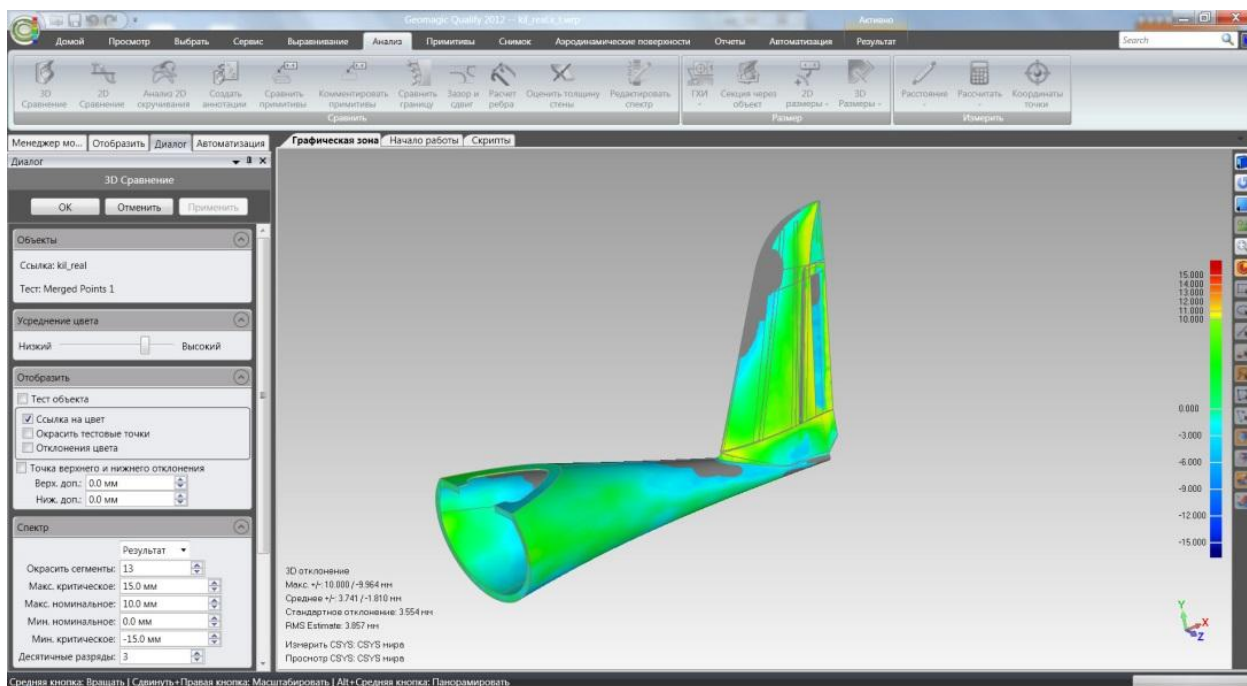 Geomagic Qualify 2012 -- kil_real x_t.wrp
Активно
Домой Просмотр Выбрать Сервис Выравнивание Анализ Примитивы Снимок Аэродинамические поверхности Отчеты Автоматизация Результат
Search
3D Сравнение
2D Сравнение
Анализ 2D скручивания
Создать аннотации
Сравнить примитивы
Комментировать примитивы
Сравнить границу
Зазор и сдвиг
Расчет ребра
Оценить толщину стены
Редактировать спектр
ГХИ
Секция через объект
2D размеры
3D Размеры
Расстояние
Рассчитать
Координаты точки
Сравнить
Размер
Измерить
Менеджер мо... Отобразить Диалог Автоматизация
Графическая зона Начало работы Скрипты
Диалог
3D Сравнение
OK Отменить Применить
Объекты
Ссылка: kil_real
Тест: Merged Points 1
Усреднение цвета
Низкий Высокий
Отобразить
Тест объекта
Ссылка на цвет
Окрасить тестовые точки
Отклонения цвета
Точка верхнего и нижнего отклонения
Верх. доп.: 0.0 мм
Ниж. доп.: 0.0 мм
Спектр
Результат
Окрасить сегменты: 13
Макс. критическое: 15.0 мм
Макс. номинальное: 10.0 мм
Мин. номинальное: 0.0 мм
Мин. критическое: -15.0 мм
Десятичные разряды: 3
15.000
14.000
13.000
12.000
11.000
10.000
0.000
-3.000
-6.000
-9.000
-12.000
-15.000
3D отклонение
Макс. +/-: 10.000 / -9.964 мм
Среднее +/-: 3.741 / -1.810 мм
Стандартное отклонение: 3.554 мм
RMS Estimate: 3.857 мм
Измерить CSYS: CSYS мира
Просмотр CSYS: CSYS мира
Y
X
Z
Средняя кнопка: Вращать | Сдвинуть+Правая кнопка: Масштабировать | Alt+Средняя кнопка: Панорамировать